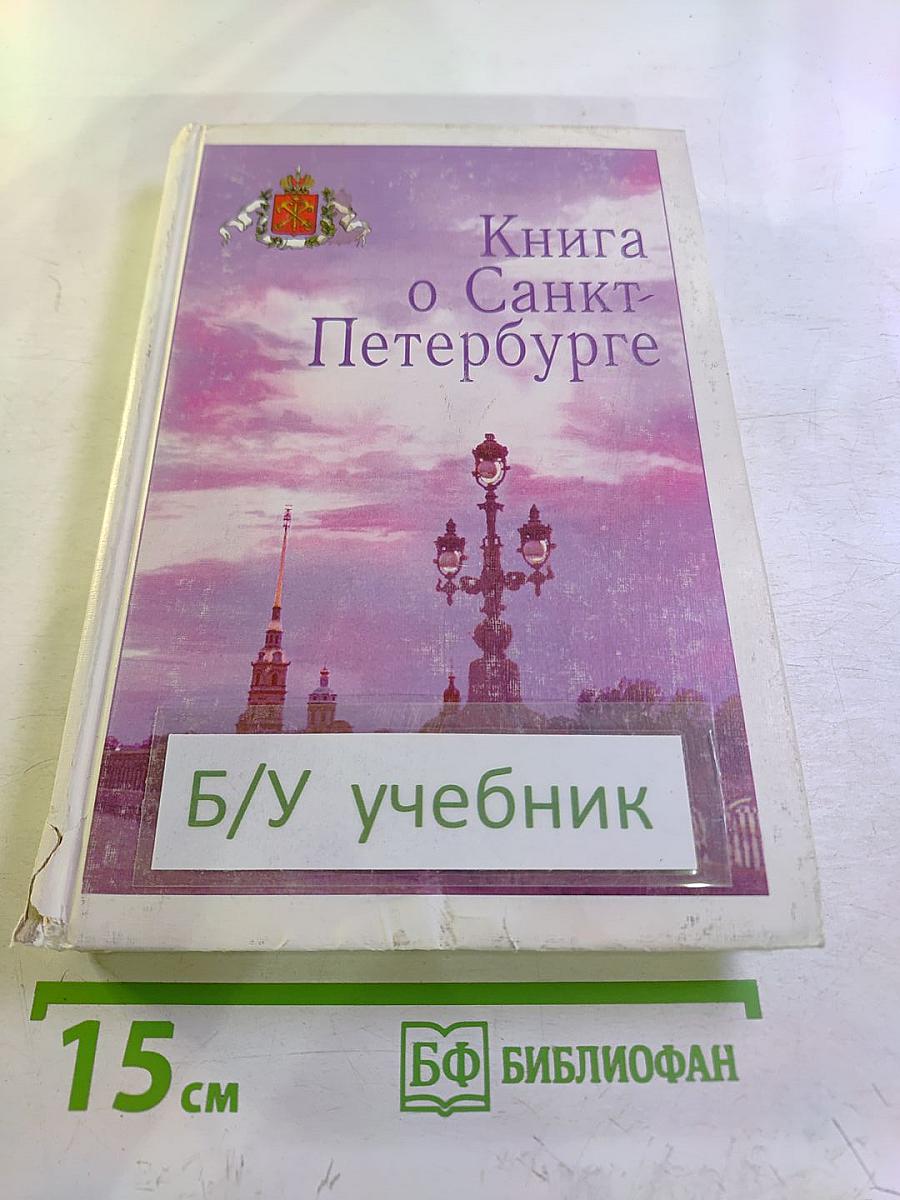 Книга
о Санкт-
Петербурге
Б/У учебник
15 см
БФ БИБЛИОФАН